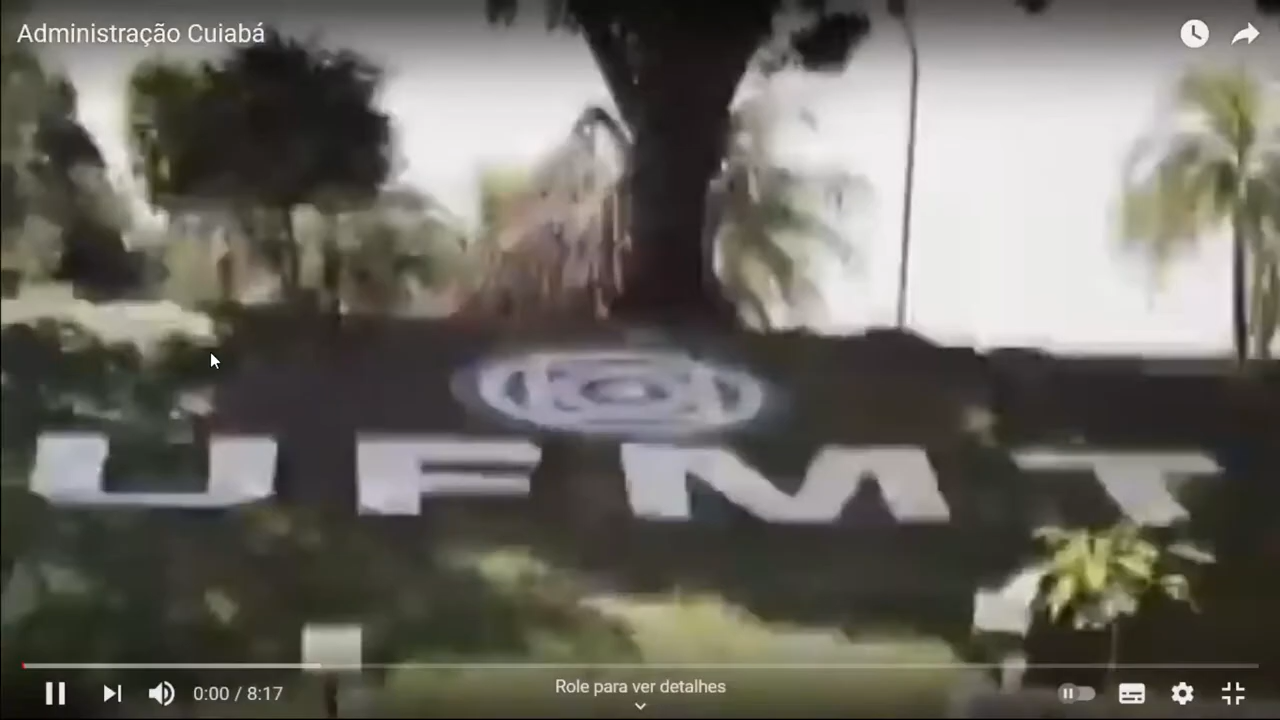 Administração Cuiabá
UFMT
0:00 / 8:17
Role para ver detalhes